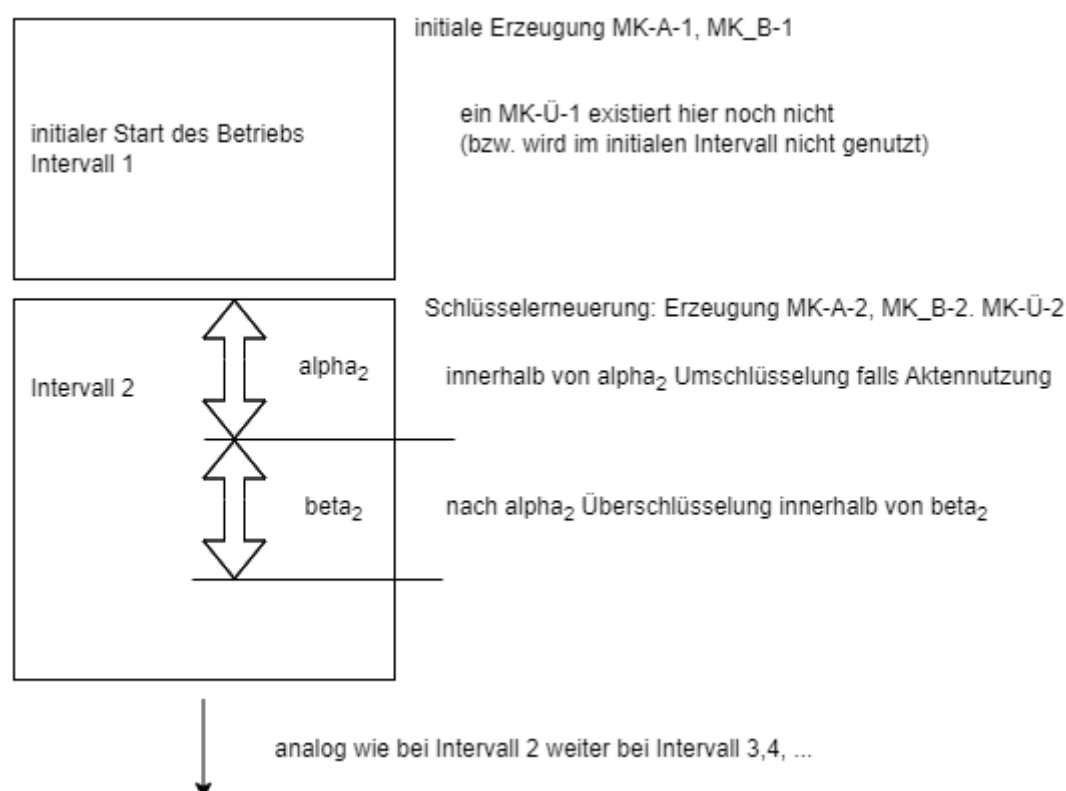 initiale Erzeugung MK-A-1, MK_B-1
ein MK-Ü-1 existiert hier noch nicht
(bzw. wird im initialen Intervall nicht genutzt)
initialer Start des Betriebs
Intervall 1
Schlüsselerneuerung: Erzeugung MK-A-2, MK_B-2. MK-Ü-2
alpha₂
innerhalb von alpha₂ Umschlüsselung falls Aktennutzung
Intervall 2
beta₂
nach alpha₂ Überschlüsselung innerhalb von beta₂
analog wie bei Intervall 2 weiter bei Intervall 3,4, ...